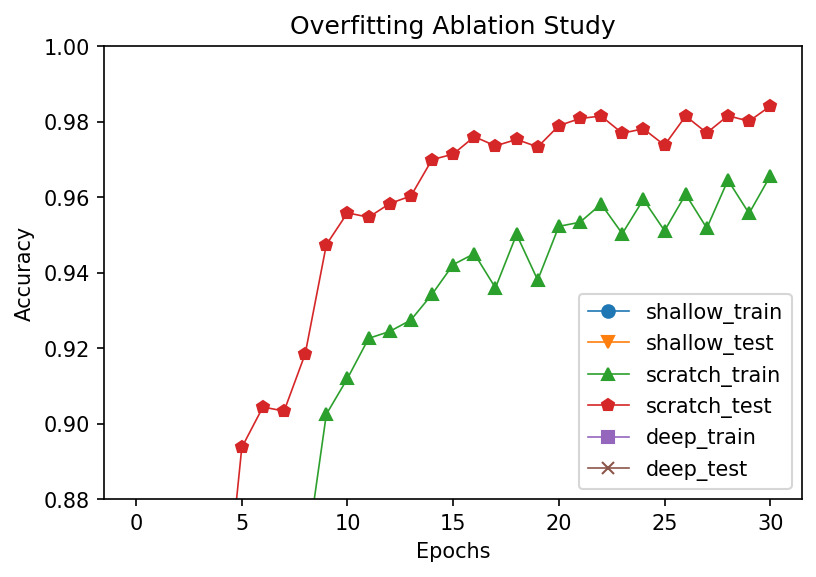 Overfitting Ablation Study
1.00
0.98
0.96
0.94
0.92
0.90
0.88
Accuracy
shallow_train
shallow_test
scratch_train
scratch_test
deep_train
deep_test
0 5 10 15 20 25 30
Epochs